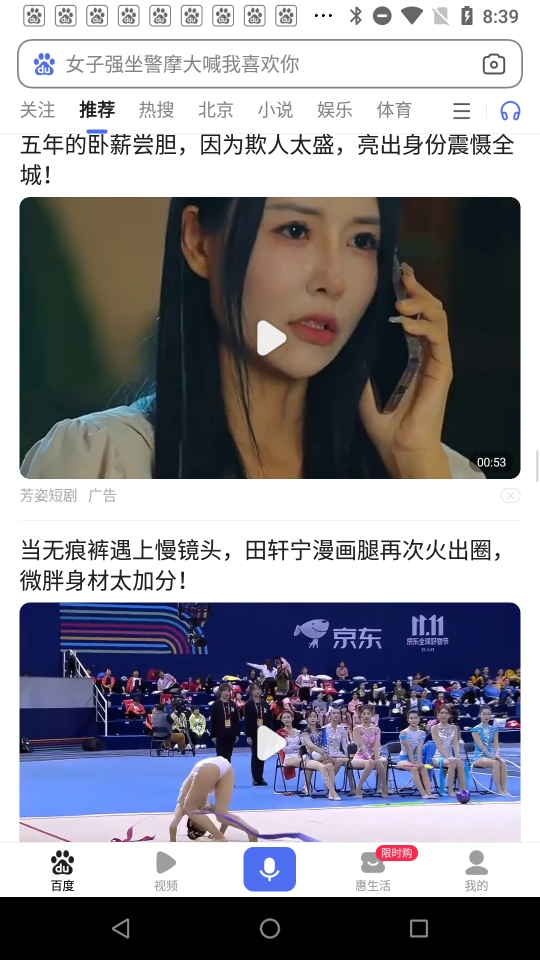 8:39
du
女子强坐警摩大喊我喜欢你
关注 推荐 热搜 北京 小说 娱乐 体育
五年的卧薪尝胆，因为欺人太盛，亮出身份震慑全
城！
00:53
芳姿短剧 广告
当无痕裤遇上慢镜头，田轩宁漫画腿再次火出圈，
微胖身材太加分！
京东
11.11
京东全球好物节
限时购
百度 视频 惠生活 我的